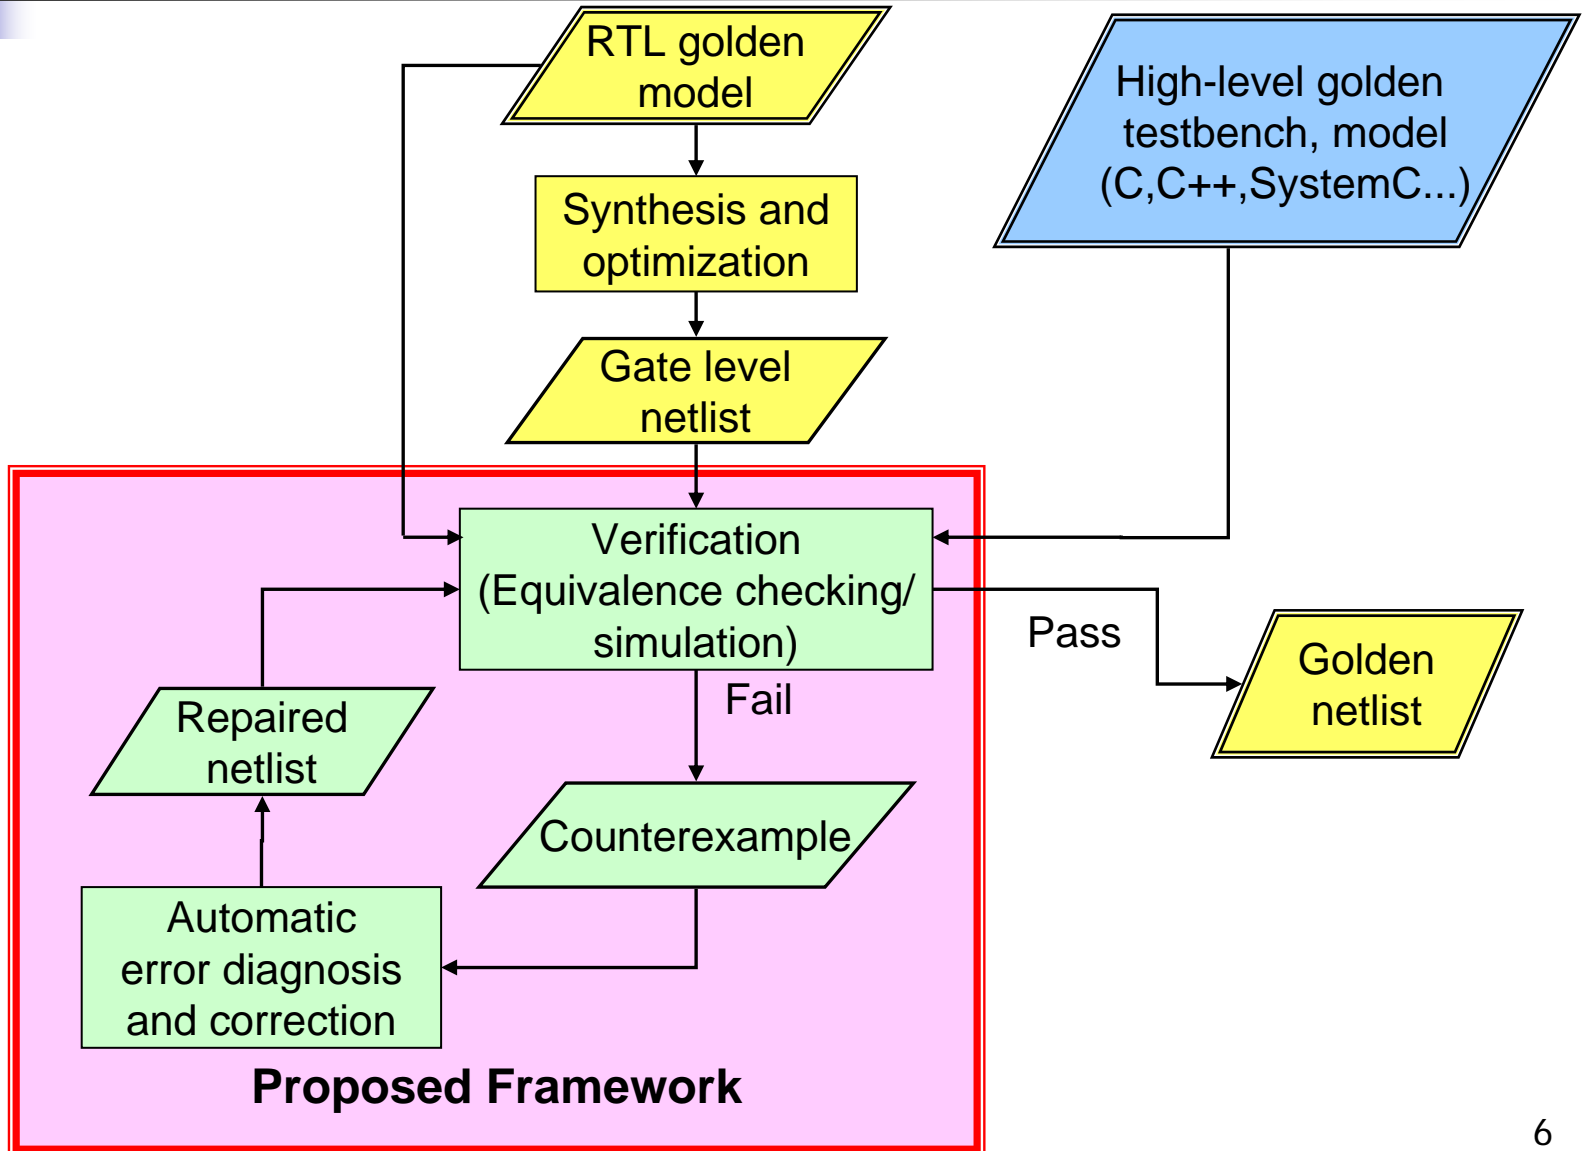 RTL golden
model
High-level golden
testbench, model
(C,C++,SystemC...)
Synthesis and
optimization
Gate level
netlist
Verification
(Equivalence checking/
simulation)
Pass
Golden
netlist
Fail
Repaired
netlist
Counterexample
Automatic
error diagnosis
and correction
Proposed Framework
6